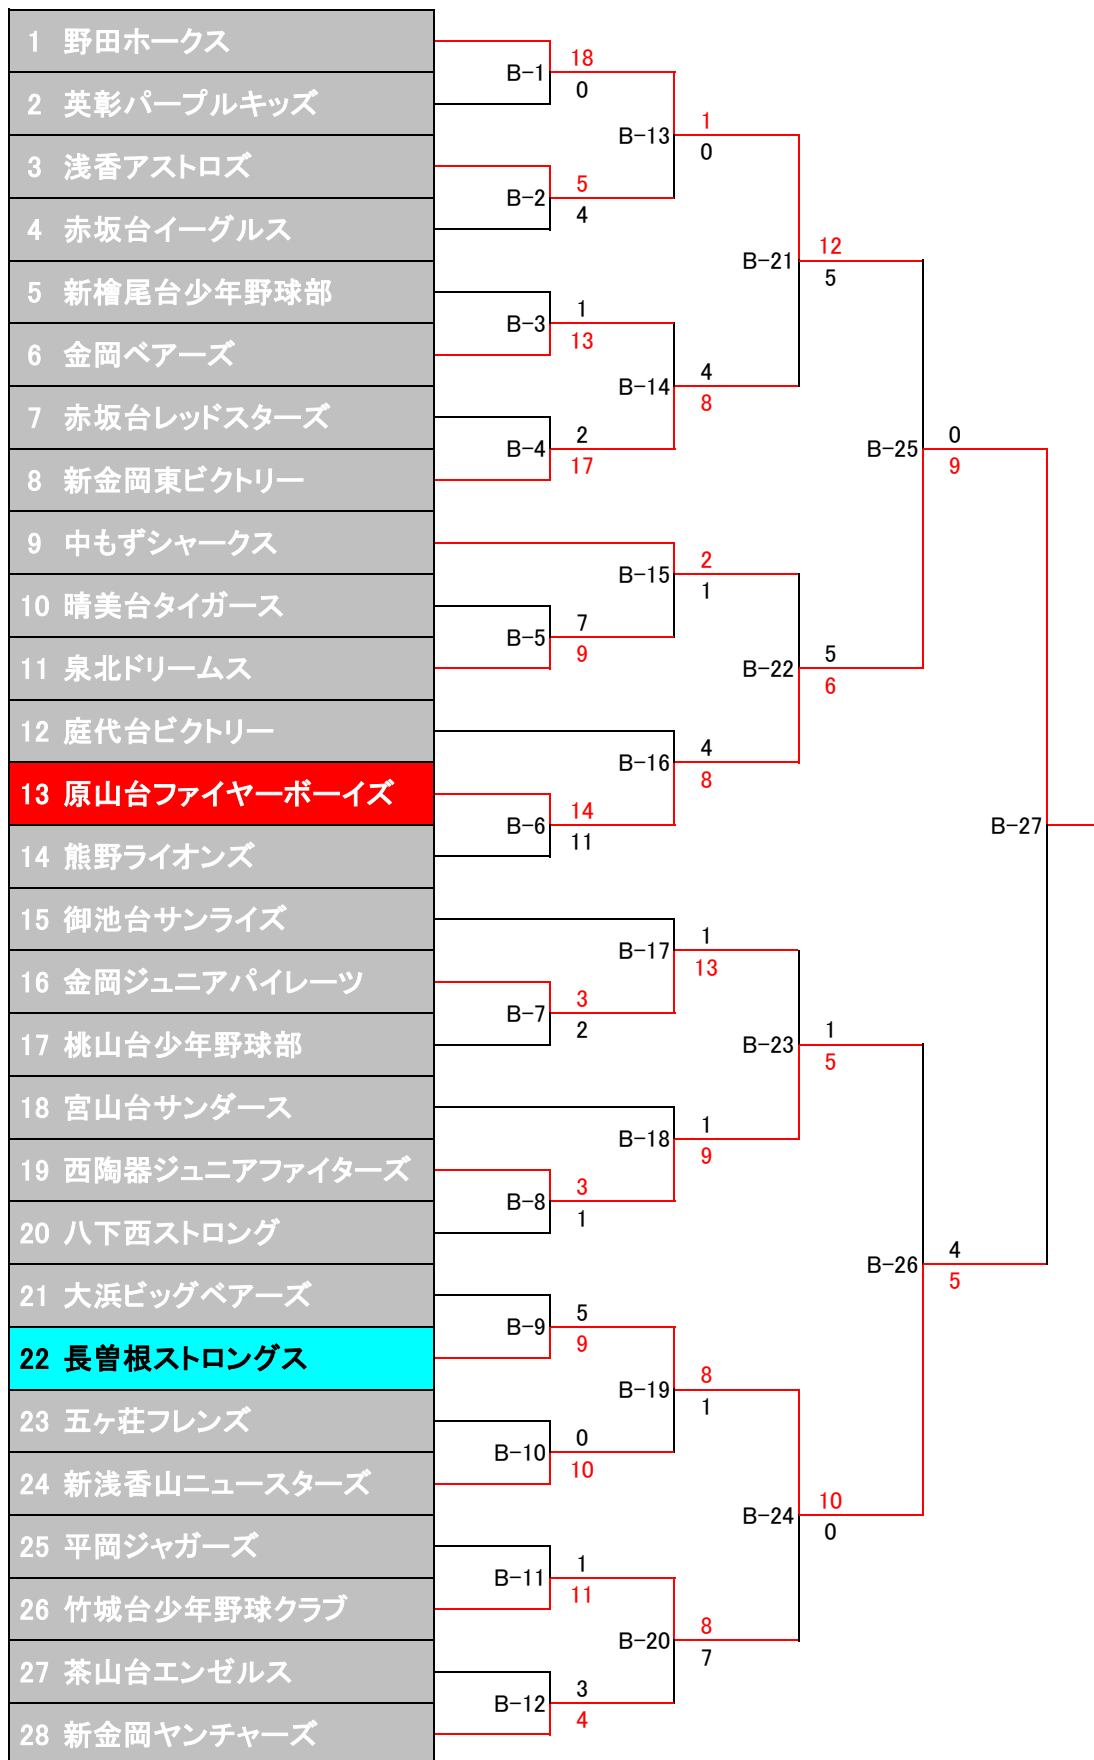 1 野田ホークス
2 英彰パープルキッズ
3 浅香アストロズ
4 赤坂台イーグルス
5 新檜尾台少年野球部
6 金岡ベアーズ
7 赤坂台レッドスターズ
8 新金岡東ビクトリー
9 中もずシャークス
10 晴美台タイガース
11 泉北ドリームス
12 庭代台ビクトリー
13 原山台ファイヤーボーイズ
14 熊野ライオンズ
15 御池台サンライズ
16 金岡ジュニアパイレーツ
17 桃山台少年野球部
18 宮山台サンダース
19 西陶器ジュニアファイターズ
20 八下西ストロング
21 大浜ビッグベアーズ
22 長曽根ストロングス
23 五ヶ荘フレンズ
24 新浅香山ニュースターズ
25 平岡ジャガーズ
26 竹城台少年野球クラブ
27 茶山台エンゼルス
28 新金岡ヤンチャーズ
B-1
18
0
B-2
5
4
B-3
1
13
B-4
2
17
B-5
7
9
B-6
14
11
B-7
3
2
B-8
3
1
B-9
5
9
B-10
0
10
B-11
1
11
B-12
3
4
B-13
1
0
B-14
4
8
B-15
2
1
B-16
4
8
B-17
1
13
B-18
1
9
B-19
8
1
B-20
8
7
B-21
12
5
B-22
5
6
B-23
1
5
B-24
10
0
B-25
0
9
B-26
4
5
B-27